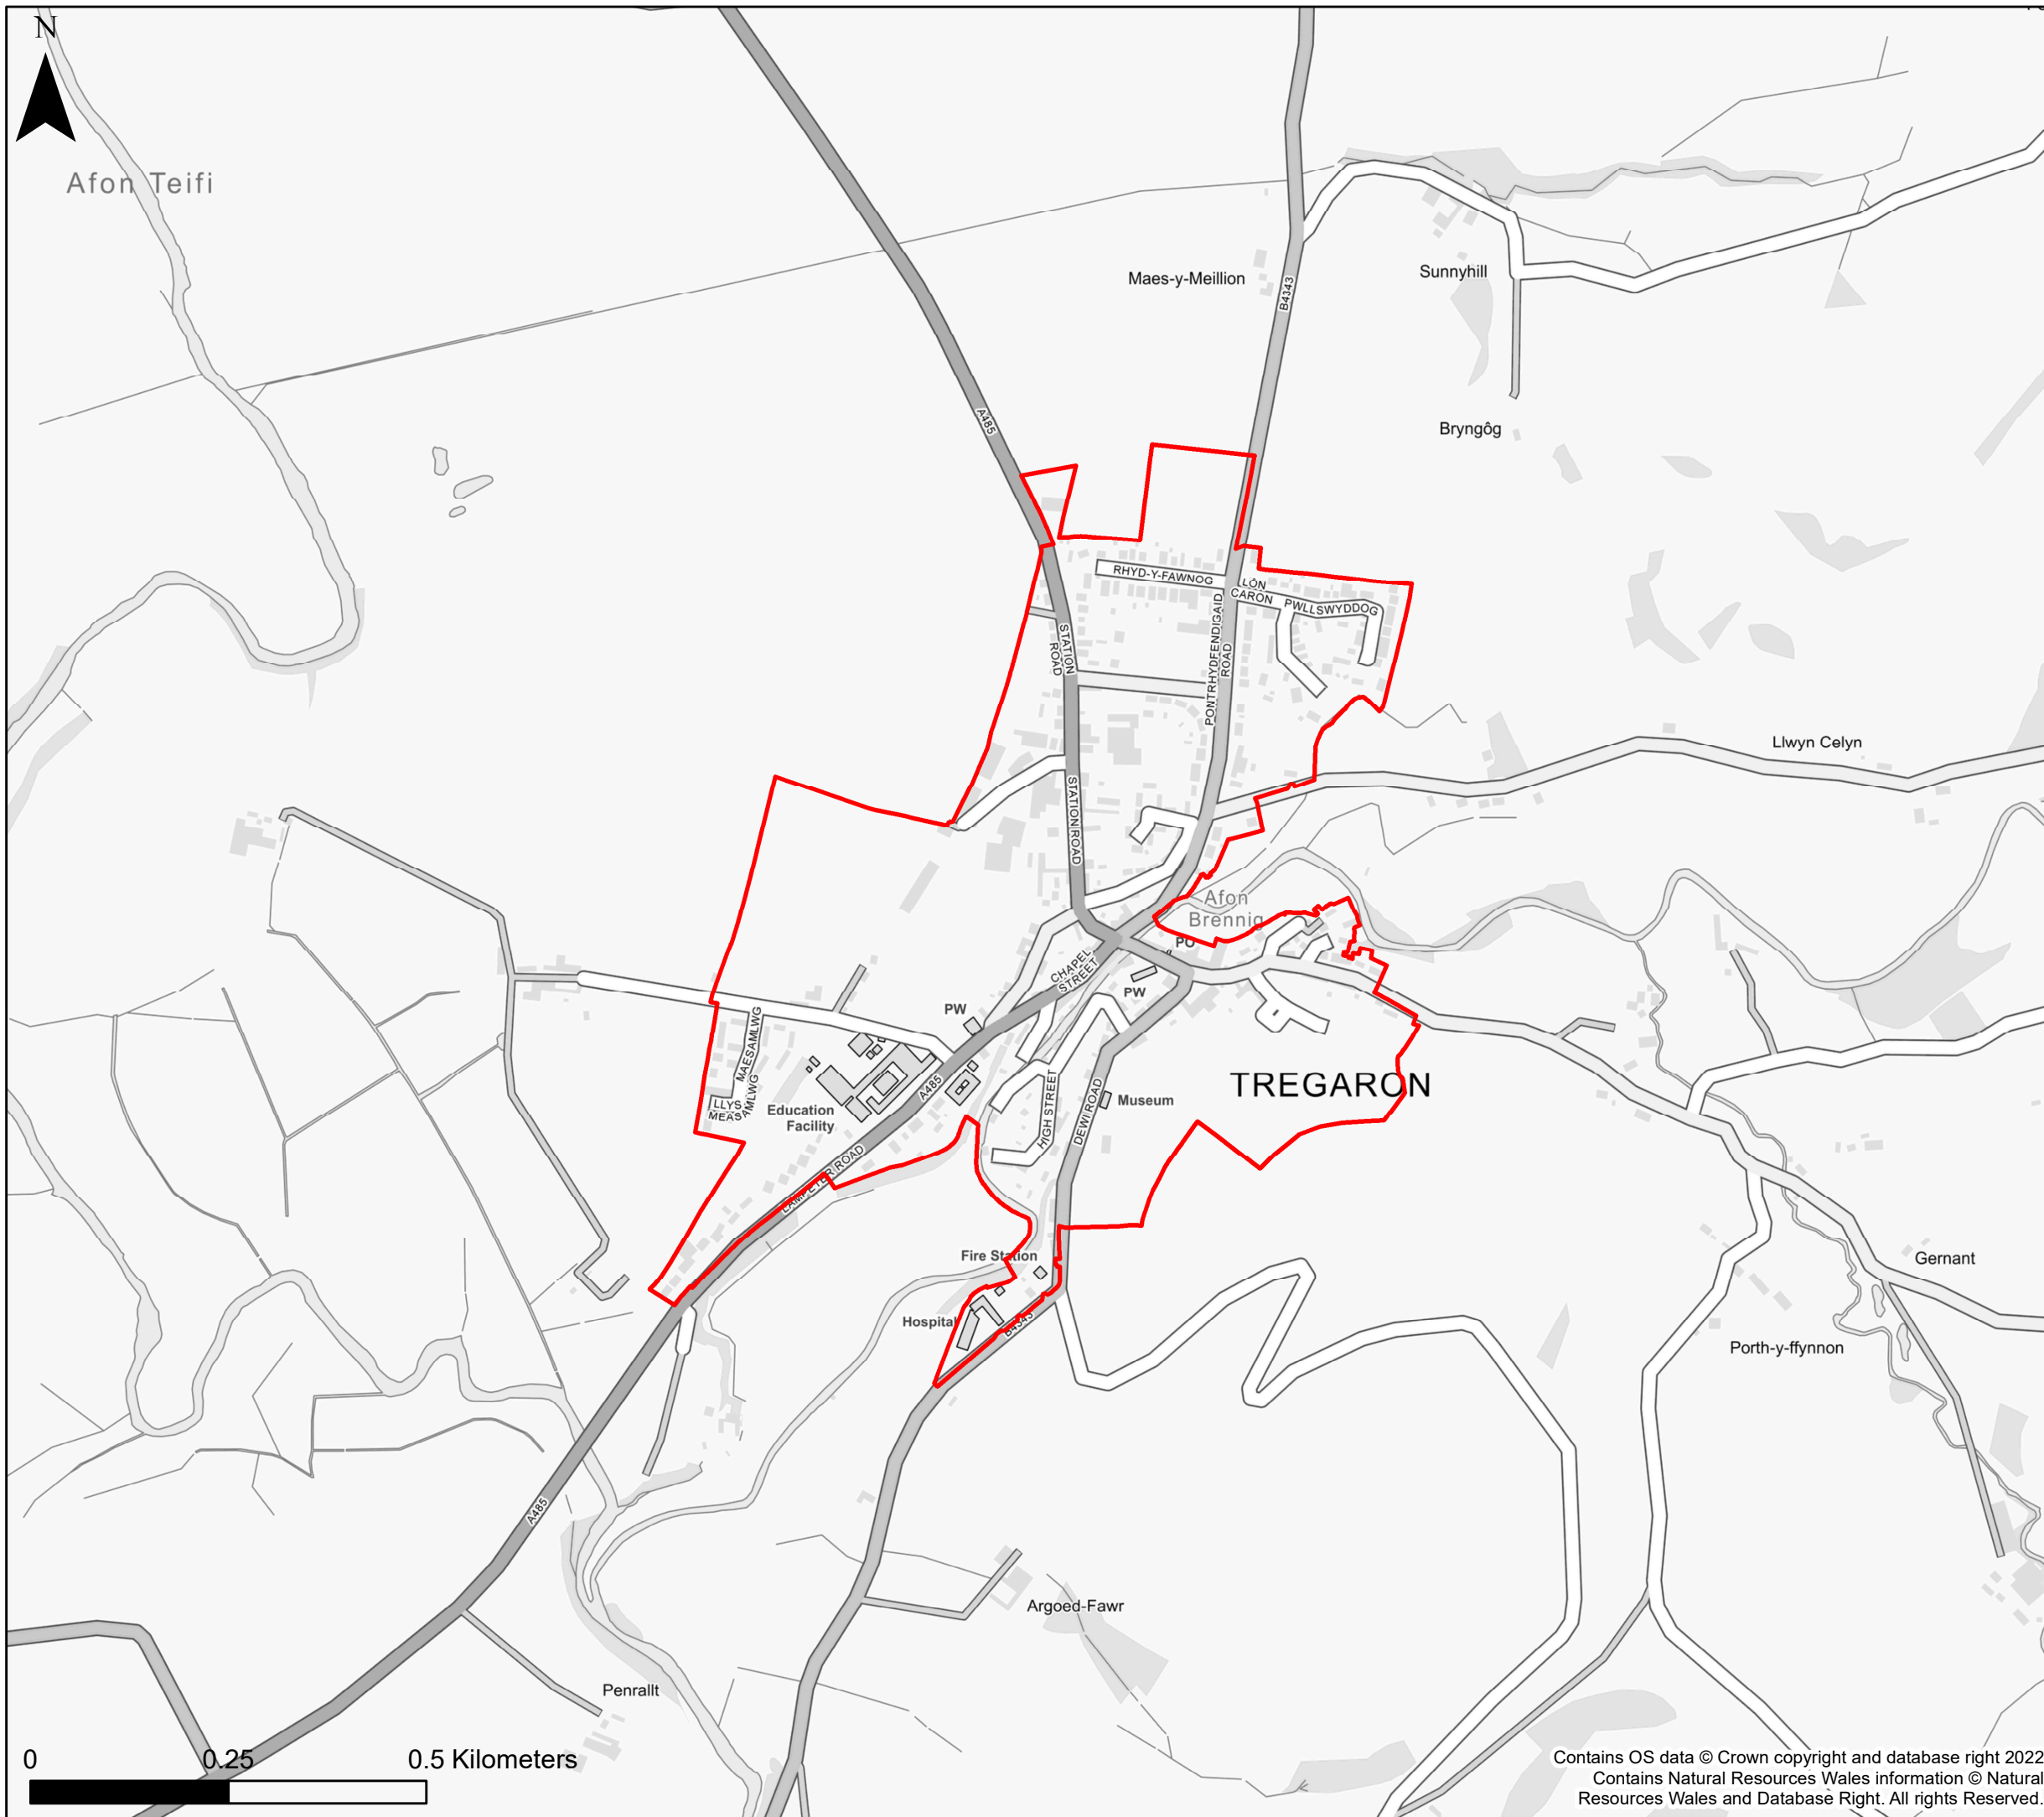 N
Afon Teifi
Maes-y-Meillion
Sunnyhill
B4343
Bryngôg
A485
RHYD-Y-FAWNOG
LÔN
CARON
PWLLSWYDDOG
STATION
ROAD
PONTRHYDFENDIGAID
ROAD
Llwyn Celyn
STATION ROAD
Afon
Brennig
PO
CHAPEL
STREET
PW
PW
MAESAMLWG
A485
TREGARON
LLYS
MEASAMLWG
Education
Facility
HIGH STREET
DEWI ROAD
Museum
LAMPETER ROAD
Fire Station
Gernant
Hospital
B4343
Porth-y-ffynnon
A485
Argoed-Fawr
Penrallt
0
0.25
0.5 Kilometers
Contains OS data © Crown copyright and database right 2022
Contains Natural Resources Wales information © Natural
Resources Wales and Database Right. All rights Reserved.